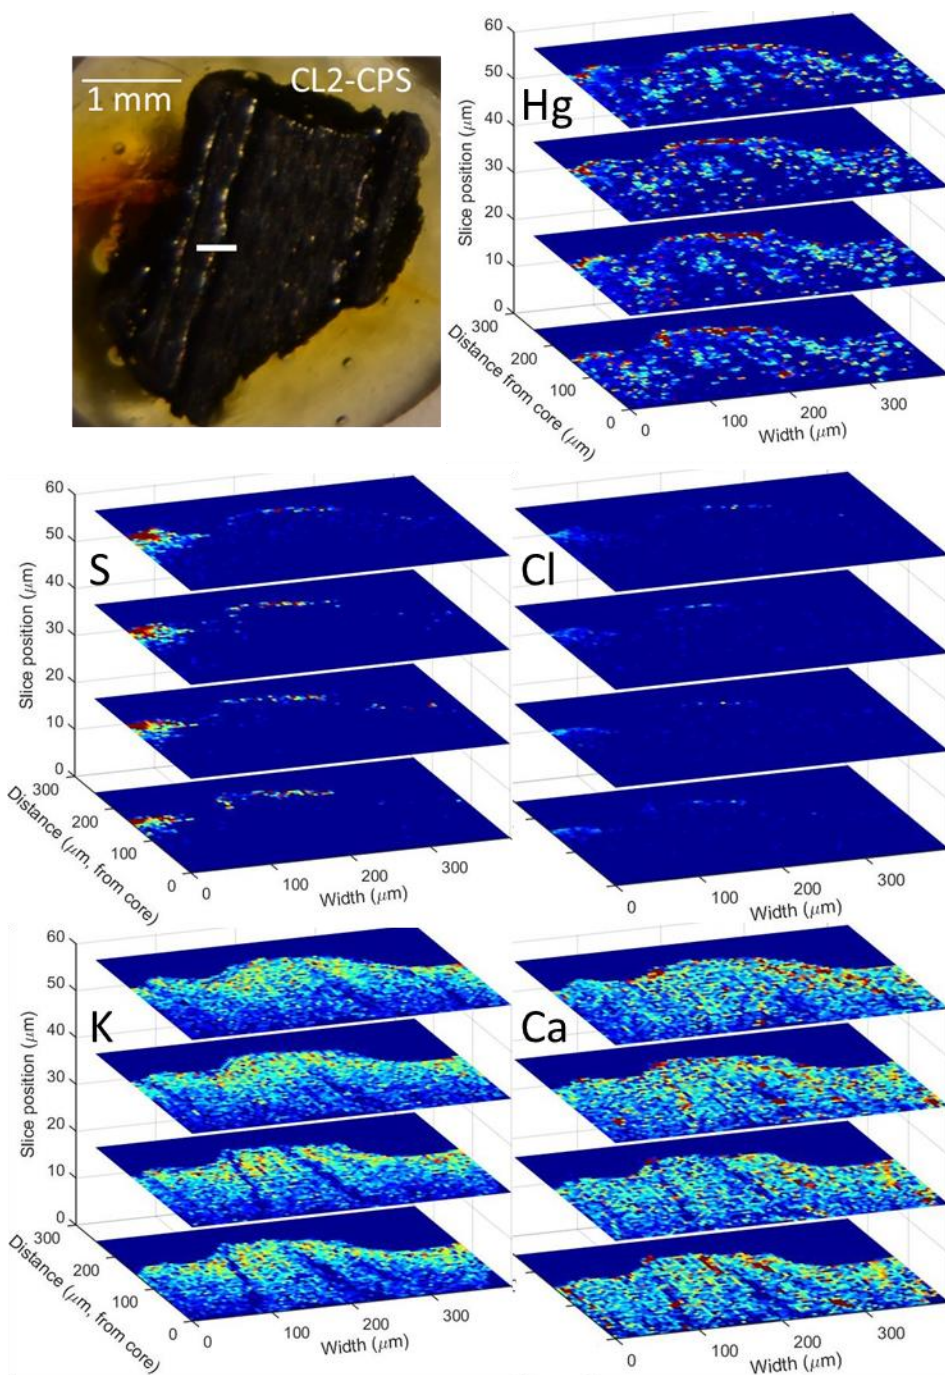 CL2-CPS
1 mm
Hg
Slice position (μm)
60
50
40
30
20
10
0
Distance from core (μm)
300
200
100
0
Width (μm)
0
100
200
300
S
Slice position (μm)
60
50
40
30
20
10
0
Distance (μm, from core)
300
200
100
0
Width (μm)
0
100
200
300
Cl
Width (μm)
0
100
200
300
K
Slice position (μm)
60
50
40
30
20
10
0
Distance (μm, from core)
300
200
100
0
Width (μm)
0
100
200
300
Ca
Width (μm)
0
100
200
300